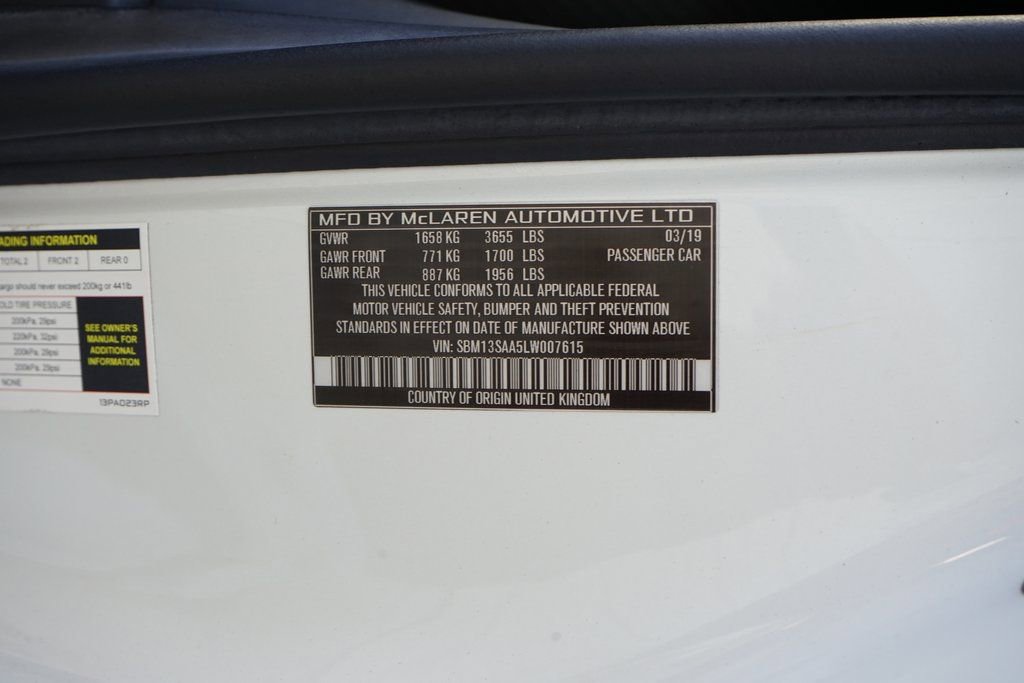 ADING INFORMATION
TOTAL 2 FRONT 2 REAR 0
argo should never exceed 200kg or 441lb
OLD TIRE PRESSURE
200kPa, 29psi
220kPa, 32psi
200kPa, 29psi
200kPa, 29psi
NONE
SEE OWNER'S
MANUAL FOR
ADDITIONAL
INFORMATION
13PA023RP
MFD BY McLAREN AUTOMOTIVE LTD
GVWR 1658 KG 3655 LBS 03/19
GAWR FRONT 771 KG 1700 LBS PASSENGER CAR
GAWR REAR 887 KG 1956 LBS
THIS VEHICLE CONFORMS TO ALL APPLICABLE FEDERAL
MOTOR VEHICLE SAFETY, BUMPER AND THEFT PREVENTION
STANDARDS IN EFFECT ON DATE OF MANUFACTURE SHOWN ABOVE
VIN: SBM13SAA5LW007615
COUNTRY OF ORIGIN UNITED KINGDOM